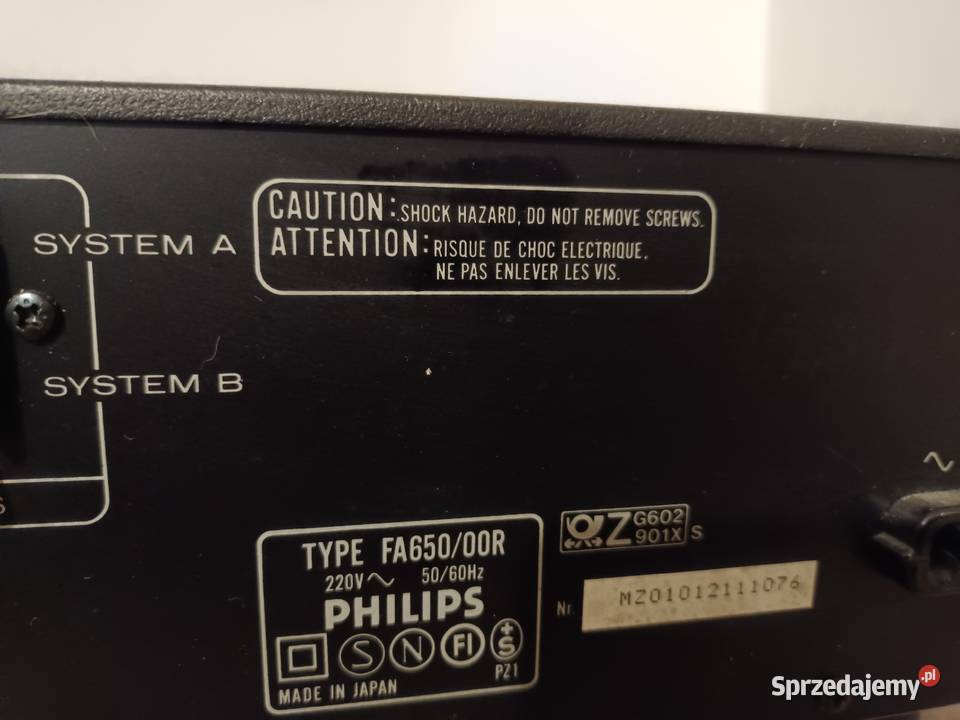 CAUTION: SHOCK HAZARD, DO NOT REMOVE SCREWS.
ATTENTION: RISQUE DE CHOC ELECTRIQUE.
NE PAS ENLEVER LES VIS.
SYSTEM A
SYSTEM B
S
TYPE FA650/00R
220V~ 50/60Hz
PHILIPS
S N FI +S
PZ1
MADE IN JAPAN
Z G602
901X S
Nr. MZ01012111076
~
Sprzedajemy.pl